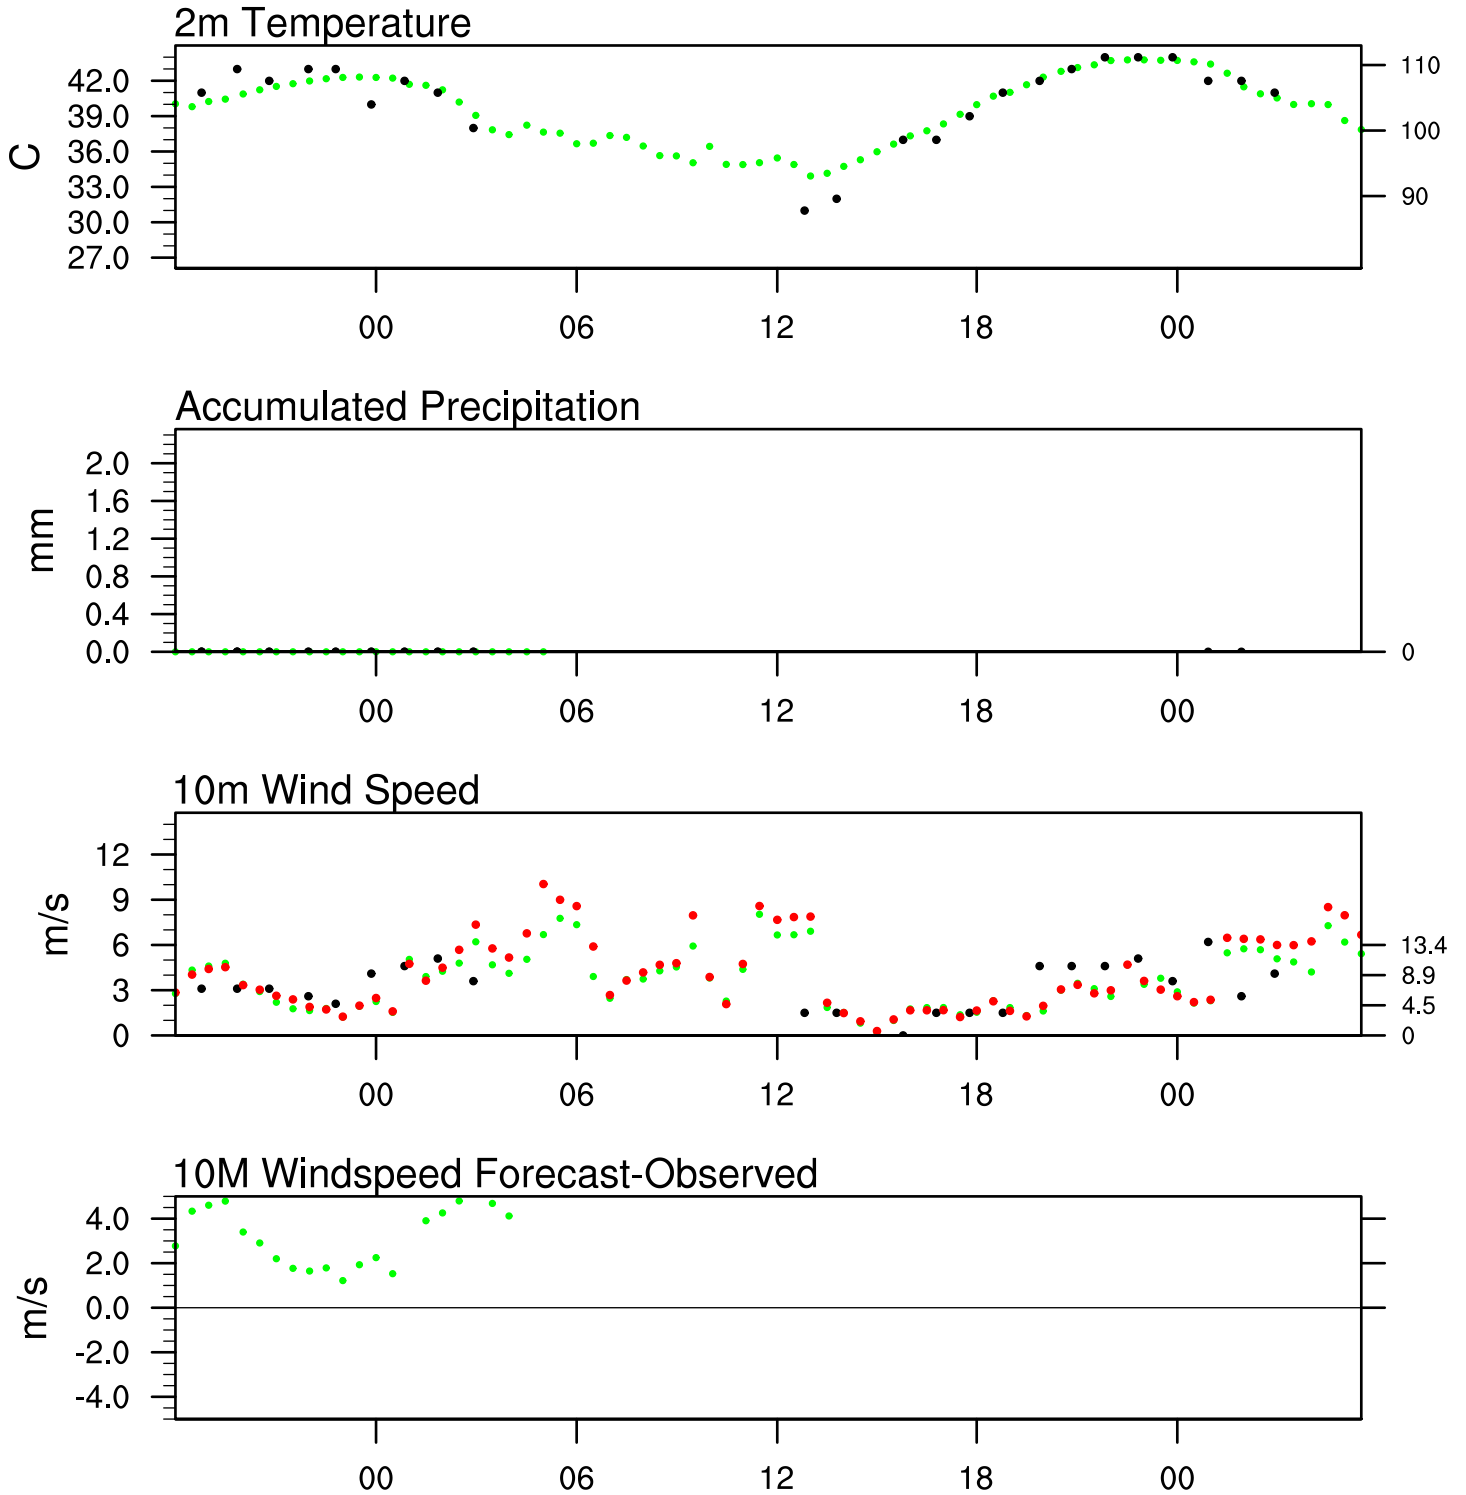 2m Temperature
C
42.0
39.0
36.0
33.0
30.0
27.0
110
100
90
00 06 12 18 00
Accumulated Precipitation
mm
2.0
1.6
1.2
0.8
0.4
0.0
0
00 06 12 18 00
10m Wind Speed
m/s
12
9
6
3
0
13.4
8.9
4.5
0
00 06 12 18 00
10M Windspeed Forecast-Observed
m/s
4.0
2.0
0.0
-2.0
-4.0
00 06 12 18 00